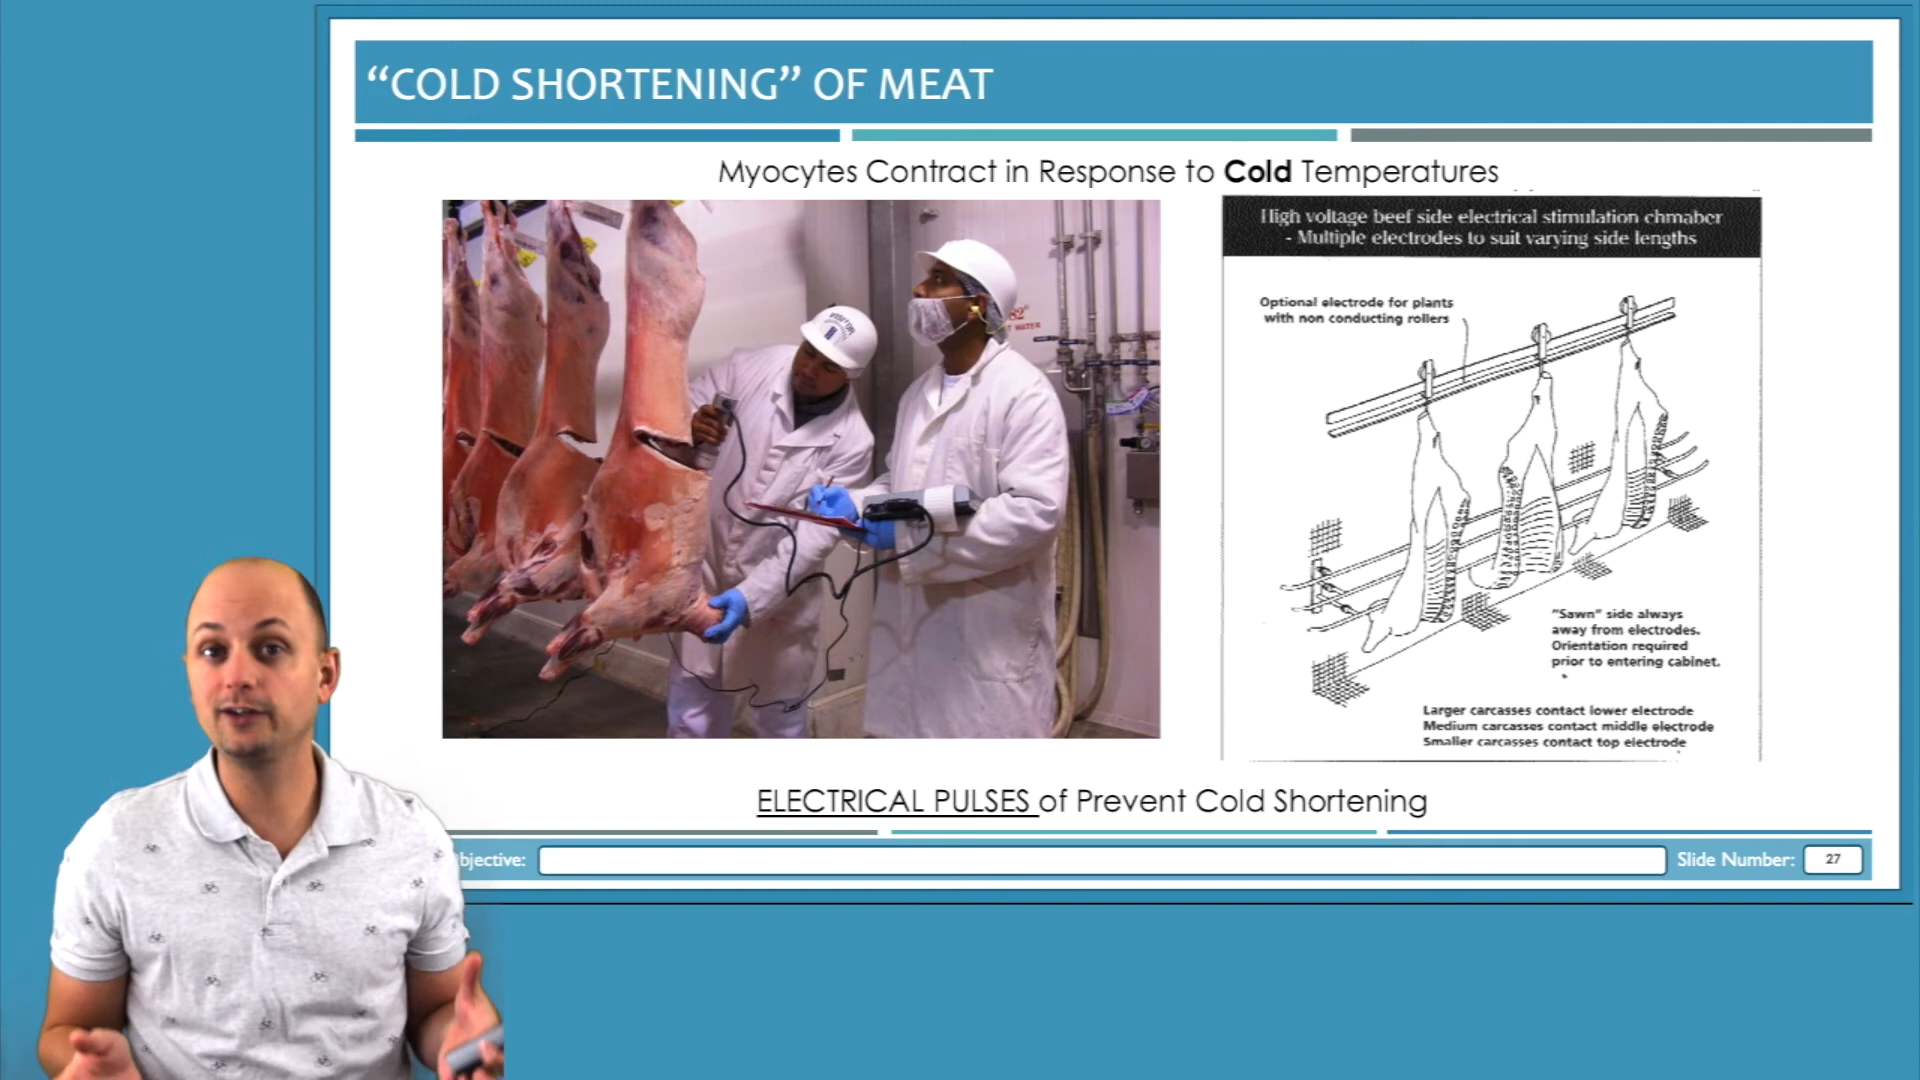 “COLD SHORTENING” OF MEAT
Myocytes Contract in Response to Cold Temperatures
VISITOR
82°
T WATER
High voltage beef side electrical stimulation chmaber
- Multiple electrodes to suit varying side lengths
Optional electrode for plants
with non conducting rollers
"Sawn" side always
away from electrodes.
Orientation required
prior to entering cabinet.
Larger carcasses contact lower electrode
Medium carcasses contact middle electrode
Smaller carcasses contact top electrode
ELECTRICAL PULSES of Prevent Cold Shortening
bjective:
Slide Number: 27